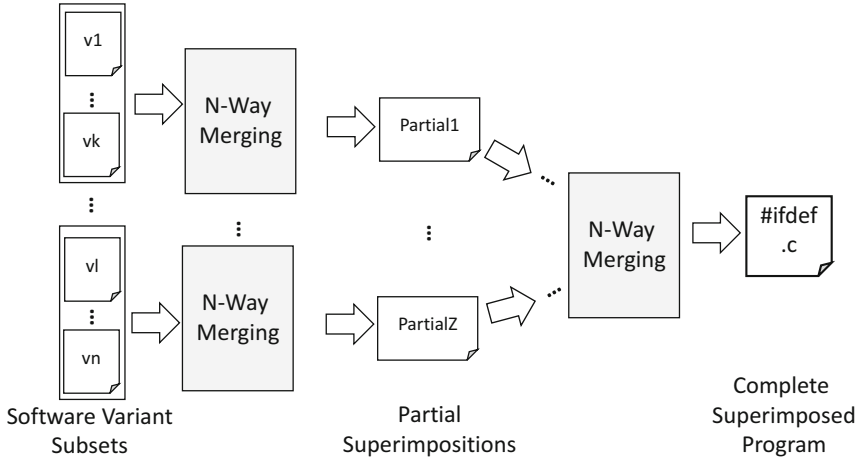 v1
vk
vl
vn
Software Variant
Subsets
N-Way
Merging
N-Way
Merging
Partial1
PartialZ
Partial
Superimpositions
N-Way
Merging
#ifdef
.c
Complete
Superimposed
Program